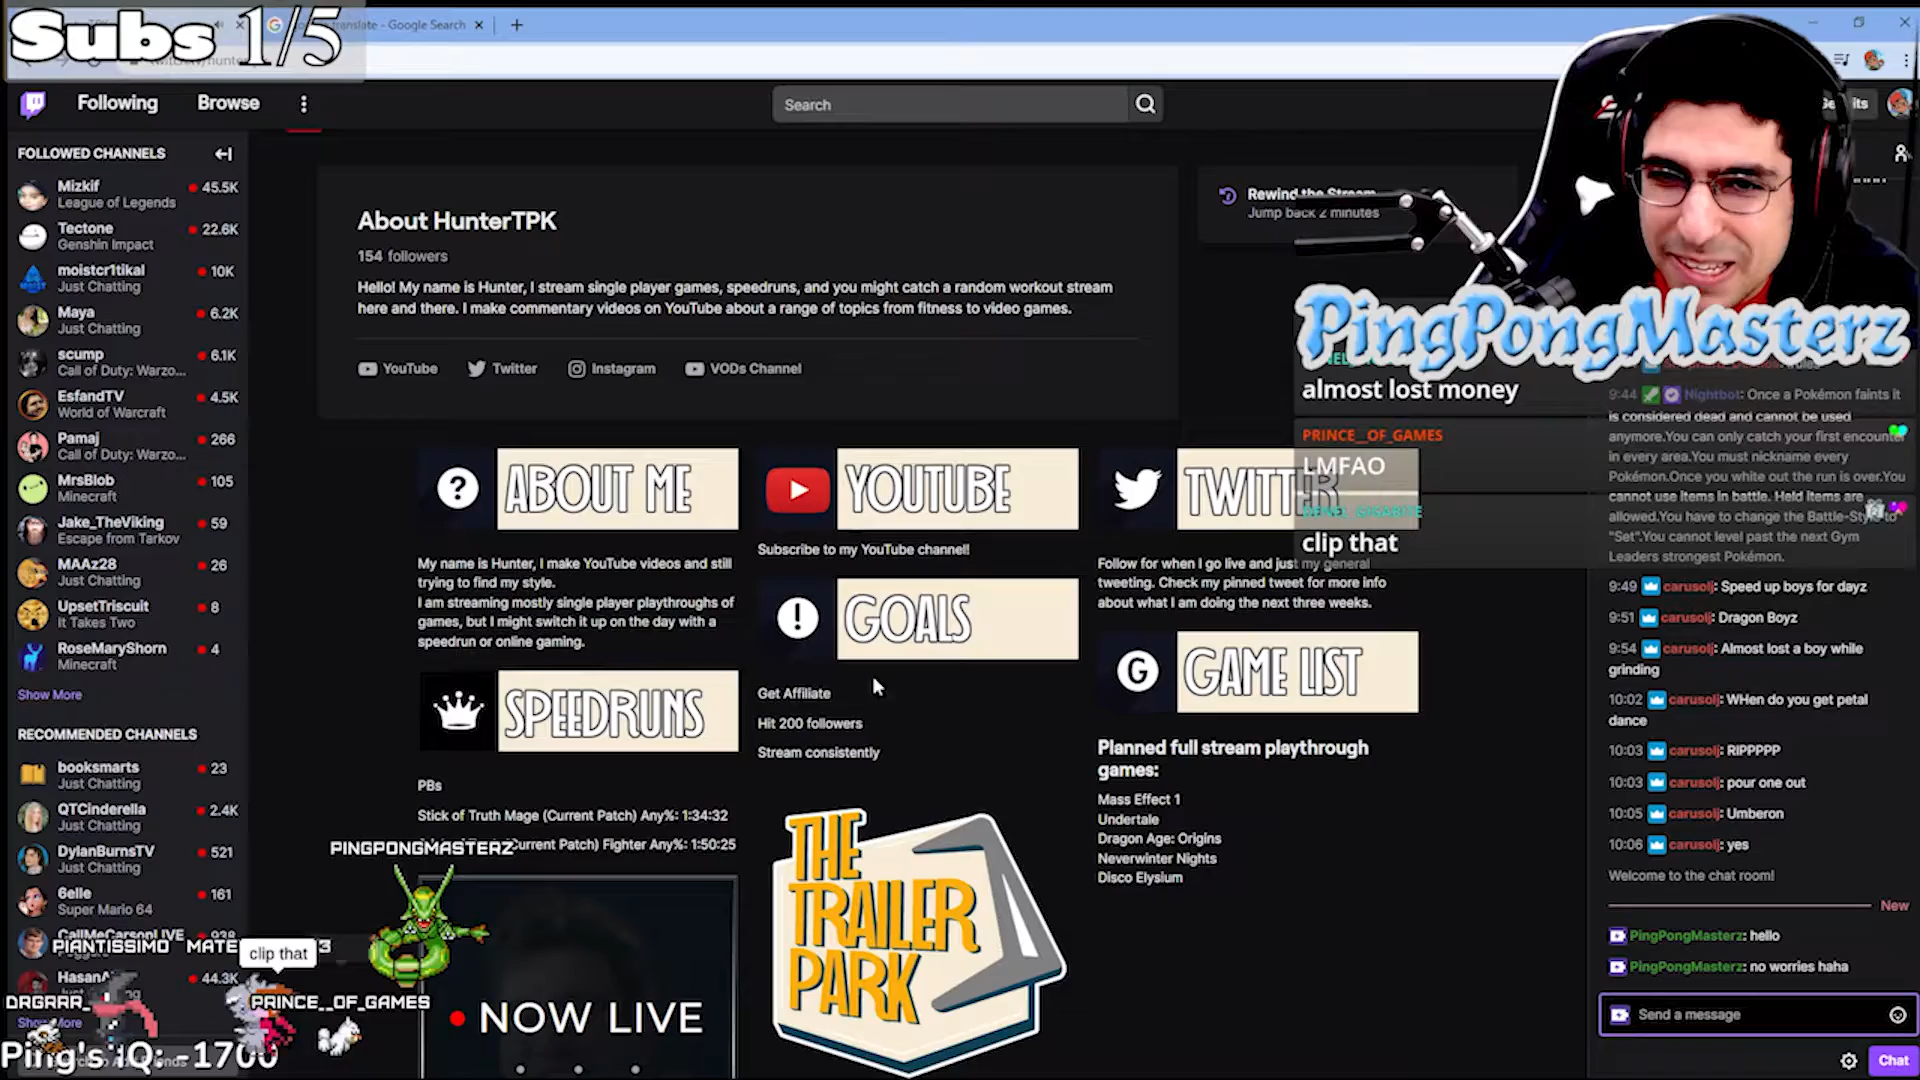 Subs 1/5
translate - Google Search
Following
Browse
Search
FOLLOWED CHANNELS
Mizkif
45.5K
League of Legends
Tectone
22.6K
Genshin Impact
moistcr1tikal
10K
Just Chatting
Maya
6.2K
Just Chatting
scump
6.1K
Call of Duty: Warzo...
EsfandTV
4.5K
World of Warcraft
Pamaj
266
Call of Duty: Warzo...
MrsBlob
105
Minecraft
Jake_TheViking
59
Escape from Tarkov
MAAz28
26
Just Chatting
UpsetTriscuit
8
It Takes Two
RoseMaryShorn
4
Minecraft
Show More
RECOMMENDED CHANNELS
booksmarts
23
Just Chatting
QTCinderella
2.4K
Just Chatting
DylanBurnsTV
521
Just Chatting
6elle
161
Super Mario 64
CallMeCarsonLIVE
938
PIANTISSIMO
clip that
44.3K
DRGRRR_
PRINCE__OF_GAMES
Ping's IQ: -1700
About HunterTPK
154 followers
Hello! My name is Hunter, I stream single player games, speedruns, and you might catch a random workout stream
here and there. I make commentary videos on YouTube about a range of topics from fitness to video games.
YouTube
Twitter
Instagram
VODs Channel
Rewind the Stream
Jump back 2 minutes
ABOUT ME
My name is Hunter, I make YouTube videos and still
trying to find my style.
I am streaming mostly single player playthroughs of
games, but I might switch it up on the day with a
speedrun or online gaming.
SPEEDRUNS
PBs
Stick of Truth Mage (Current Patch) Any%: 1:34:32
Current Patch) Fighter Any%: 1:50:25
PINGPONGMASTERZ
NOW LIVE
YOUTUBE
Subscribe to my YouTube channel!
GOALS
Get Affiliate
Hit 200 followers
Stream consistently
THE
TRAILER
PARK
TWITTER
Follow for when I go live and just my general
tweeting. Check my pinned tweet for more info
about what I am doing the next three weeks.
G
GAME LIST
Planned full stream playthrough
games:
Mass Effect 1
Undertale
Dragon Age: Origins
Neverwinter Nights
Disco Elysium
PingPongMasterz
almost lost money
PRINCE__OF_GAMES
LMFAO
clip that
9:44 Nightbot: Once a Pokémon faints it
is considered dead and cannot be used
anymore.You can only catch your first encounter
in every area.You must nickname every
Pokémon.Once you white out the run is over.You
cannot use items in battle. Held items are
allowed.You have to change the Battle-Style to
"Set".You cannot level past the next Gym
Leaders strongest Pokémon.
9:49 carusolj: Speed up boys for dayz
9:51 carusolj: Dragon Boyz
9:54 carusolj: Almost lost a boy while
grinding
10:02 carusolj: WHen do you get petal
dance
10:03 carusolj: RIPPPPP
10:03 carusolj: pour one out
10:05 carusolj: Umberon
10:06 carusolj: yes
Welcome to the chat room!
New
PingPongMasterz: hello
PingPongMasterz: no worries haha
Send a message
Chat